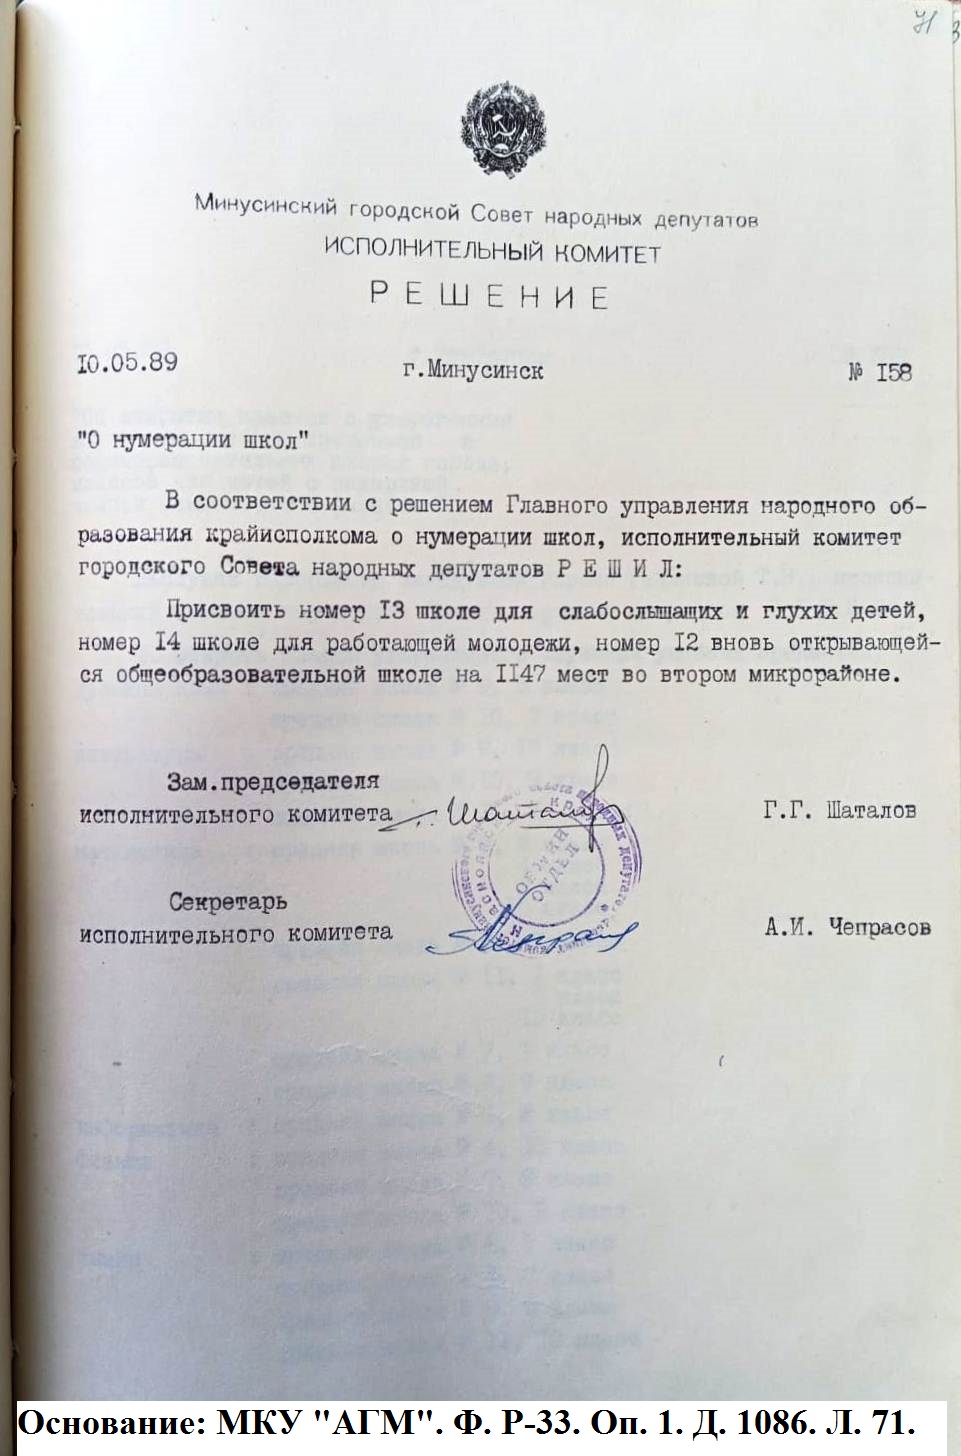 71
Минусинский городской Совет народных депутатов
ИСПОЛНИТЕЛЬНЫЙ КОМИТЕТ
РЕШЕНИЕ
10.05.89 г.Минусинск № 158
"О нумерации школ"
В соответствии с решением Главного управления народного об-
разования крайисполкома о нумерации школ, исполнительный комитет
городского Совета народных депутатов Р Е Ш И Л:
Присвоить номер 13 школе для слабослышащих и глухих детей,
номер 14 школе для работающей молодежи, номер 12 вновь открывающей-
ся общеобразовательной школе на 1147 мест во втором микрорайоне.
Зам.председателя
исполнительного комитета Г.Г. Шаталов
ОБЩИЙ
ОТДЕЛ
Секретарь
исполнительного комитета А.И. Чепрасов
Основание: МКУ "АГМ". Ф. Р-33. Оп. 1. Д. 1086. Л. 71.